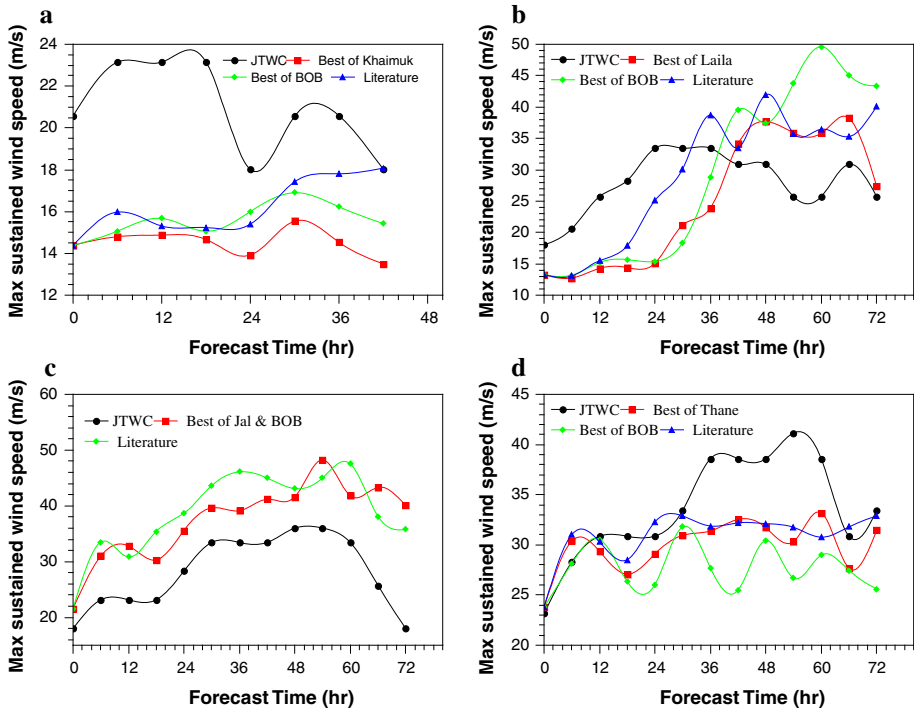 a
Max sustained wind speed (m/s)
24
22
20
18
16
14
12
JTWC Best of Khaimuk
Best of BOB Literature
0 12 24 36 48
Forecast Time (hr)
b
Max sustained wind speed (m/s)
50
45
40
35
30
25
20
15
10
JTWC Best of Laila
Best of BOB Literature
0 12 24 36 48 60 72
Forecast Time (hr)
c
Max sustained wind speed (m/s)
60
50
40
30
20
JTWC Best of Jal & BOB
Literature
0 12 24 36 48 60 72
Forecast Time (hr)
d
Max sustained wind speed (m/s)
45
40
35
30
25
20
JTWC Best of Thane
Best of BOB Literature
0 12 24 36 48 60 72
Forecast Time (hr)